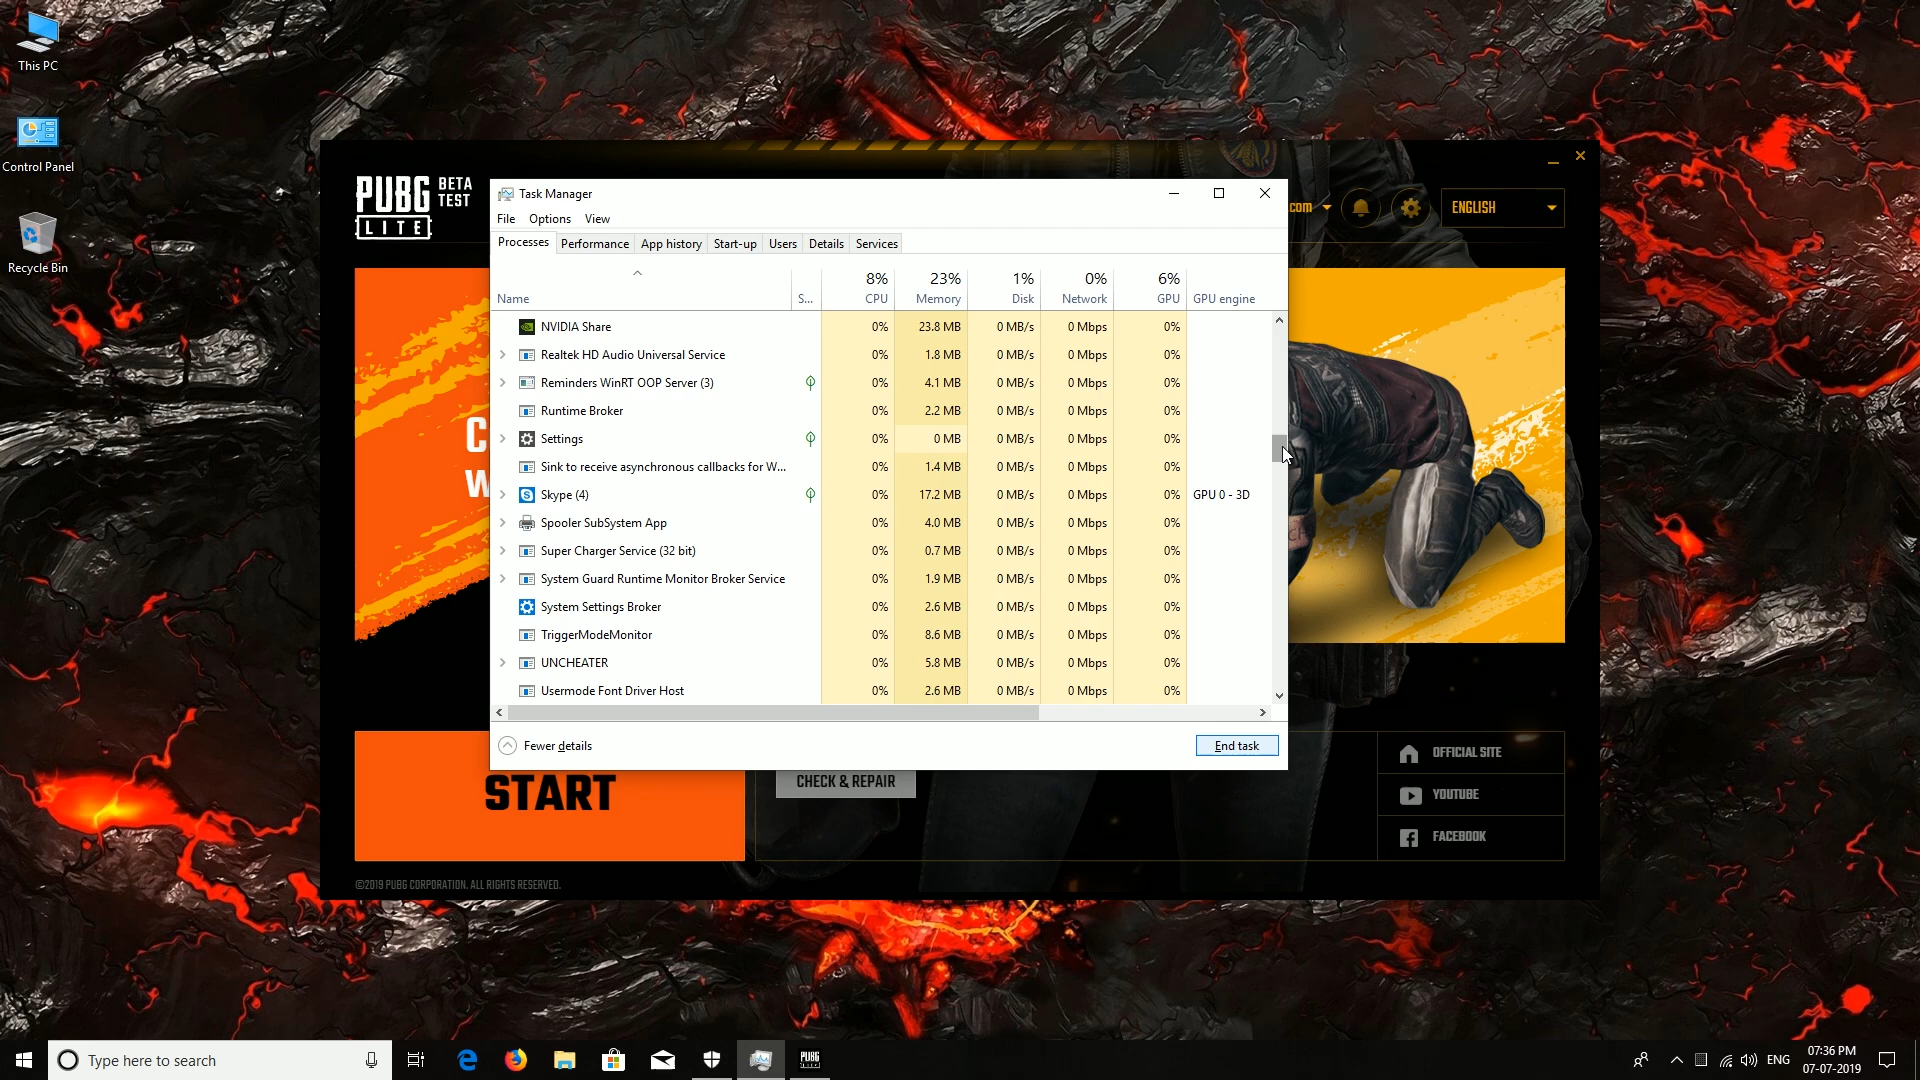 This PC
Control Panel
Recycle Bin
PUBG LITE
BETA TEST
.com
ENGLISH
Task Manager
File Options View
Processes Performance App history Start-up Users Details Services
8% 23% 1% 0% 6%
Name S... CPU Memory Disk Network GPU GPU engine
NVIDIA Share 0% 23.8 MB 0 MB/s 0 Mbps 0%
Realtek HD Audio Universal Service 0% 1.8 MB 0 MB/s 0 Mbps 0%
Reminders WinRT OOP Server (3) 0% 4.1 MB 0 MB/s 0 Mbps 0%
Runtime Broker 0% 2.2 MB 0 MB/s 0 Mbps 0%
Settings 0% 0 MB 0 MB/s 0 Mbps 0%
Sink to receive asynchronous callbacks for W... 0% 1.4 MB 0 MB/s 0 Mbps 0%
Skype (4) 0% 17.2 MB 0 MB/s 0 Mbps 0% GPU 0 - 3D
Spooler SubSystem App 0% 4.0 MB 0 MB/s 0 Mbps 0%
Super Charger Service (32 bit) 0% 0.7 MB 0 MB/s 0 Mbps 0%
System Guard Runtime Monitor Broker Service 0% 1.9 MB 0 MB/s 0 Mbps 0%
System Settings Broker 0% 2.6 MB 0 MB/s 0 Mbps 0%
TriggerModeMonitor 0% 8.6 MB 0 MB/s 0 Mbps 0%
UNCHEATER 0% 5.8 MB 0 MB/s 0 Mbps 0%
Usermode Font Driver Host 0% 2.6 MB 0 MB/s 0 Mbps 0%
Fewer details
End task
START
CHECK & REPAIR
OFFICIAL SITE
YOUTUBE
FACEBOOK
©2019 PUBG CORPORATION. ALL RIGHTS RESERVED.
Type here to search
PUBG LITE
ENG
07:36 PM
07-07-2019